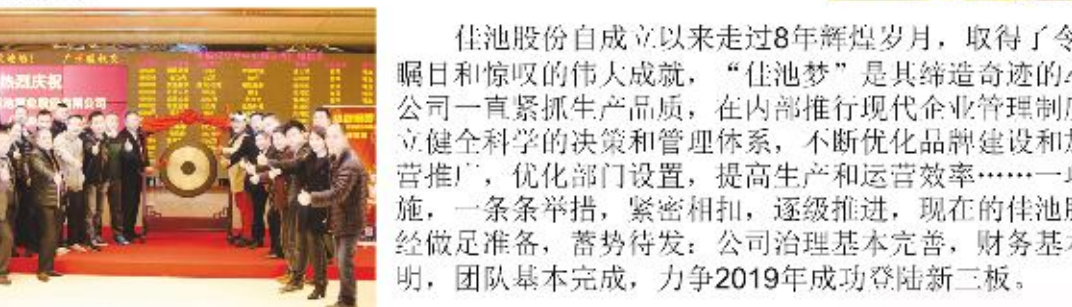 热烈庆祝
佳池股份自成立以来走过8年辉煌岁月，取得了令
瞩目和惊叹的伟大成就，“佳池梦”是其缔造奇迹的
公司一直紧抓生产品质，在内部推行现代企业管理制度
立健全科学的决策和管理体系，不断优化品牌建设和
营推广，优化部门设置，提高生产和运营效率……一
施，一条条举措，紧密相扣，逐级推进，现在的佳池股
经做足准备，蓄势待发：公司治理基本完善，财务基本
明，团队基本完成，力争2019年成功登陆新三板。